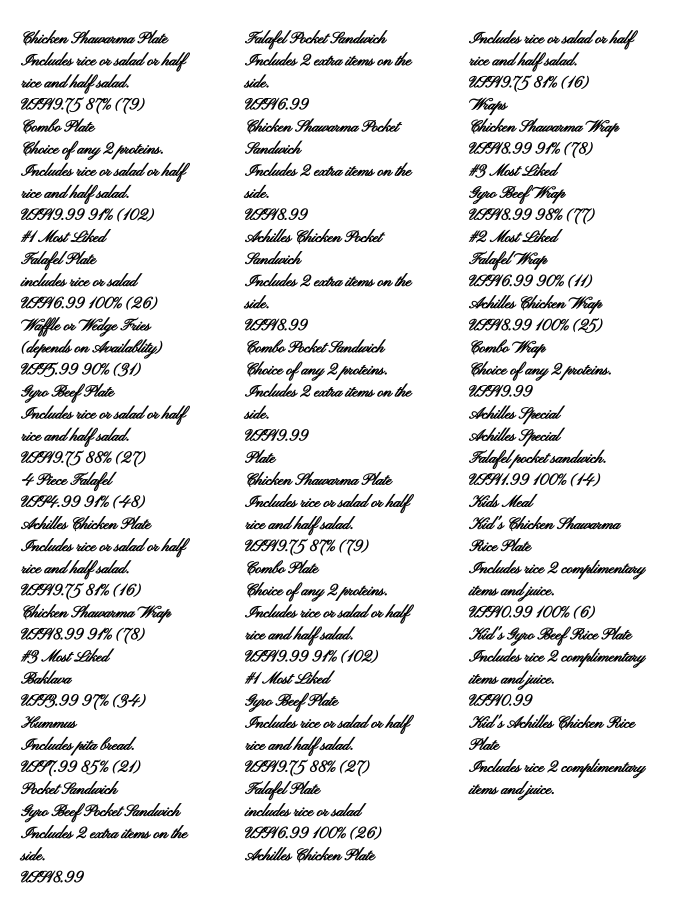 Chicken Shawarma Plate
Includes rice or salad or half
rice and half salad.
US$19.75 87% (79)
Combo Plate
Choice of any 2 proteins.
Includes rice or salad or half
rice and half salad.
US$19.99 91% (102)
#1 Most Liked
Falafel Plate
includes rice or salad
US$16.99 100% (26)
Waffle or Wedge Fries
(depends on Availablity)
US$5.99 90% (31)
Gyro Beef Plate
Includes rice or salad or half
rice and half salad.
US$19.75 88% (27)
4 Piece Falafel
US$4.99 91% (48)
Achilles Chicken Plate
Includes rice or salad or half
rice and half salad.
US$19.75 81% (16)
Chicken Shawarma Wrap
US$18.99 91% (78)
#3 Most Liked
Baklava
US$3.99 97% (34)
Hummus
Includes pita bread.
US$7.99 85% (21)
Pocket Sandwich
Gyro Beef Pocket Sandwich
Includes 2 extra items on the
side.
US$18.99
Falafel Pocket Sandwich
Includes 2 extra items on the
side.
US$16.99
Chicken Shawarma Pocket
Sandwich
Includes 2 extra items on the
side.
US$18.99
Achilles Chicken Pocket
Sandwich
Includes 2 extra items on the
side.
US$18.99
Combo Pocket Sandwich
Choice of any 2 proteins.
Includes 2 extra items on the
side.
US$19.99
Plate
Chicken Shawarma Plate
Includes rice or salad or half
rice and half salad.
US$19.75 87% (79)
Combo Plate
Choice of any 2 proteins.
Includes rice or salad or half
rice and half salad.
US$19.99 91% (102)
#1 Most Liked
Gyro Beef Plate
Includes rice or salad or half
rice and half salad.
US$19.75 88% (27)
Falafel Plate
includes rice or salad
US$16.99 100% (26)
Achilles Chicken Plate
Includes rice or salad or half
rice and half salad.
US$19.75 81% (16)
Wraps
Chicken Shawarma Wrap
US$18.99 91% (78)
#3 Most Liked
Gyro Beef Wrap
US$18.99 98% (77)
#2 Most Liked
Falafel Wrap
US$16.99 90% (11)
Achilles Chicken Wrap
US$18.99 100% (25)
Combo Wrap
Choice of any 2 proteins.
US$19.99
Achilles Special
Achilles Special
Falafel pocket sandwich.
US$11.99 100% (14)
Kids Meal
Kid's Chicken Shawarma
Rice Plate
Includes rice 2 complimentary
items and juice.
US$10.99 100% (6)
Kid's Gyro Beef Rice Plate
Includes rice 2 complimentary
items and juice.
US$10.99
Kid's Achilles Chicken Rice
Plate
Includes rice 2 complimentary
items and juice.